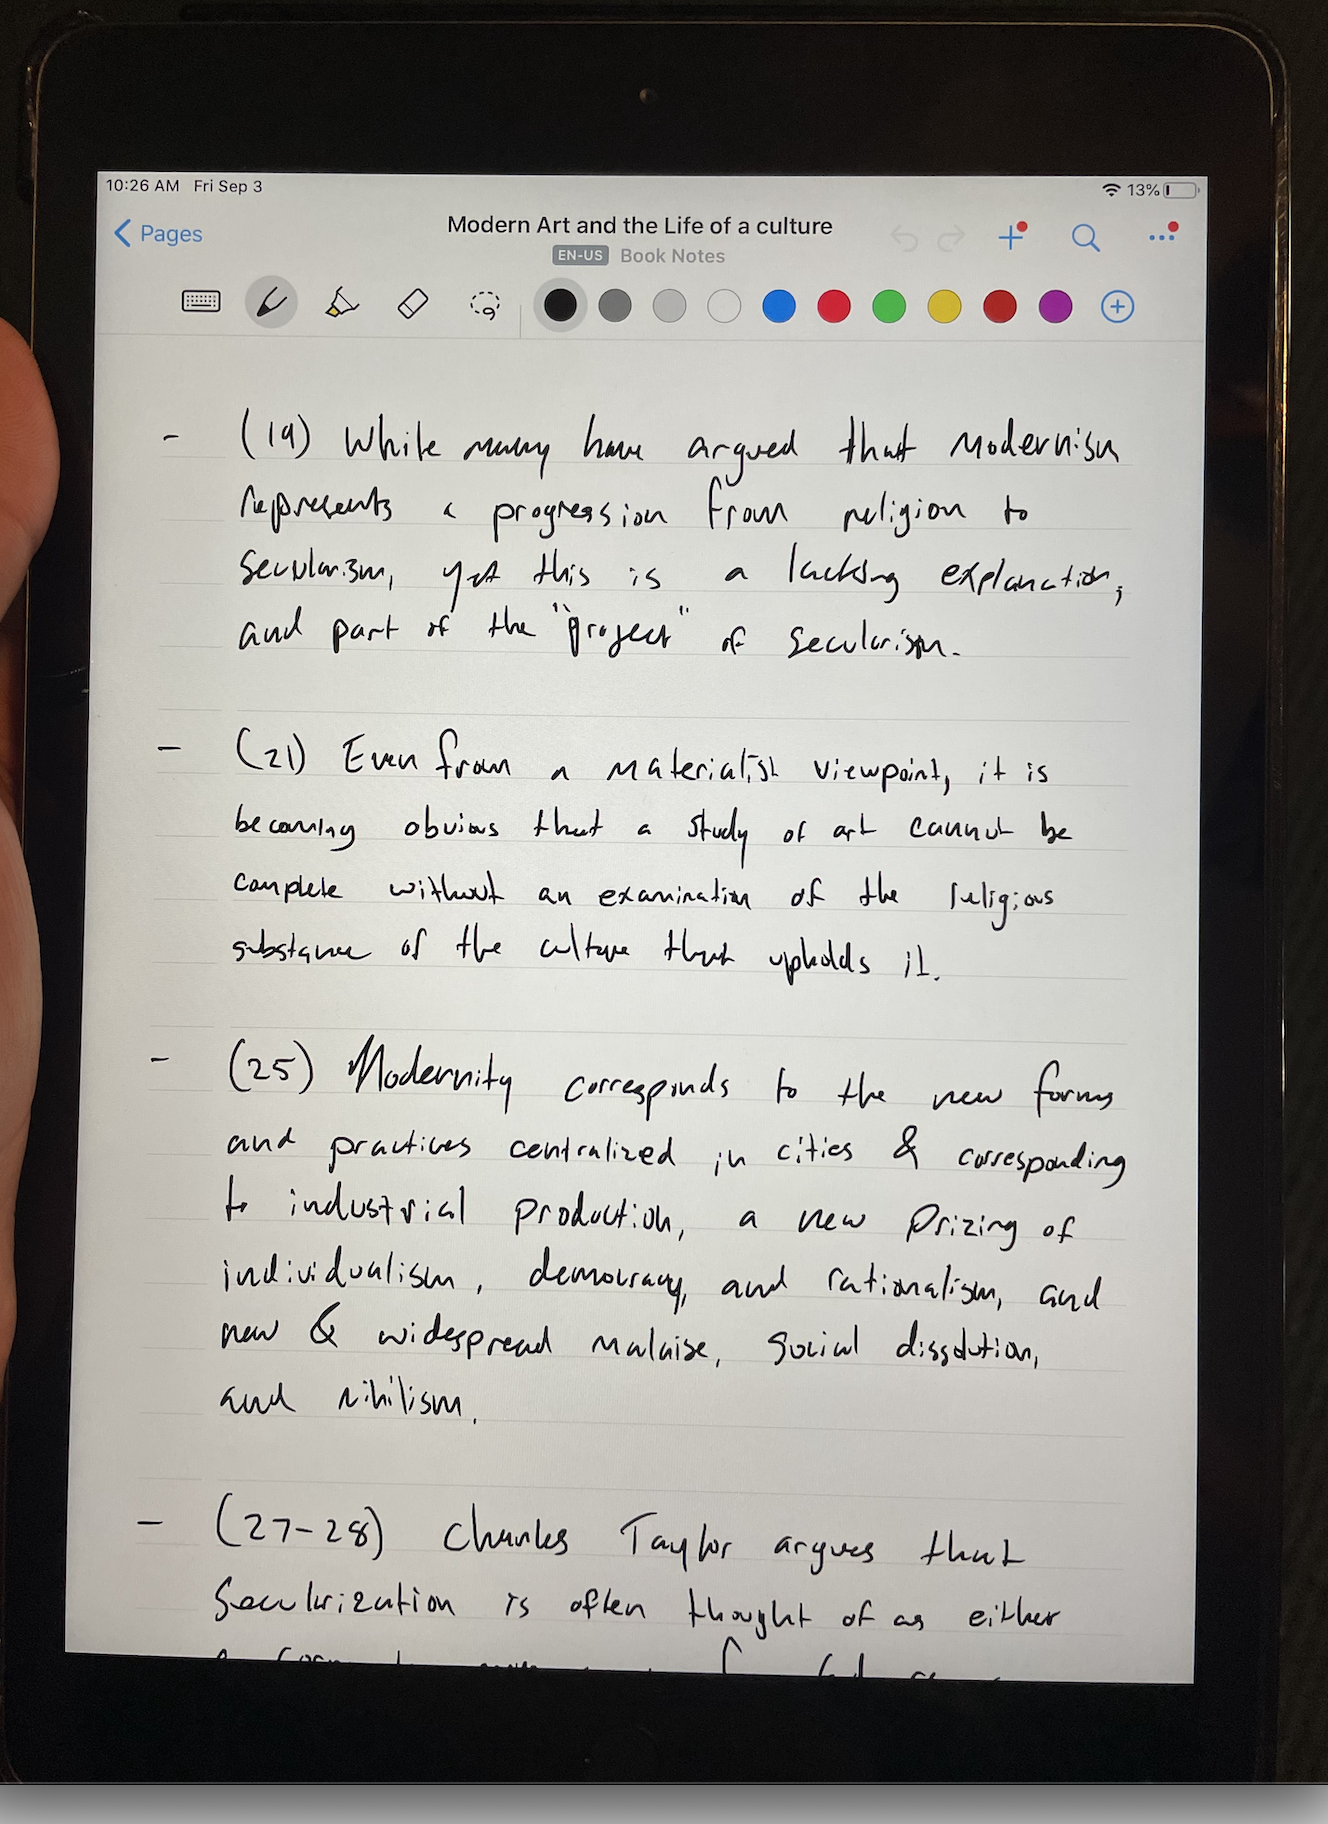 10:26 AM Fri Sep 3 13%
Pages
Modern Art and the Life of a culture
EN-US Book Notes
- (19) While many have argued that Modernism
represents a progression from religion to
secularism, yet this is a lacking explanation,
and part of the "project" of secularism.
- (21) Even from a materialist viewpoint, it is
becoming obvious that a study of art cannot be
complete without an examination of the religious
substance of the culture that upholds it.
- (25) Modernity corresponds to the new forms
and practices centralized in cities & corresponding
to industrial production, a new prizing of
individualism, democracy, and rationalism, and
new & widespread malaise, social dissolution,
and nihilism.
- (27-28) Charles Taylor argues that
Secularization is often thought of as either